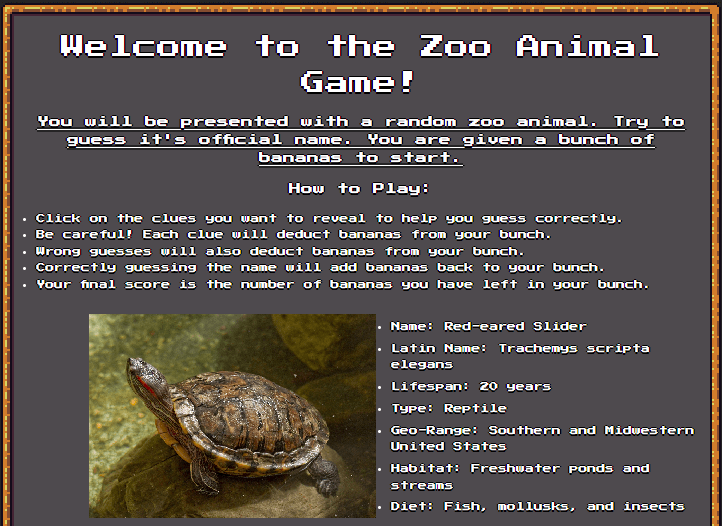 Welcome to the Zoo Animal
Game!
You will be presented with a random zoo animal. Try to
guess it's official name. You are given a bunch of
bananas to start.
How to Play:
• Click on the clues you want to reveal to help you guess correctly.
• Be careful! Each clue will deduct bananas from your bunch.
• Wrong guesses will also deduct bananas from your bunch.
• Correctly guessing the name will add bananas back to your bunch.
• Your final score is the number of bananas you have left in your bunch.
• Name: Red-eared Slider
• Latin Name: Trachemys scripta
elegans
• Lifespan: 20 years
• Type: Reptile
• Geo-Range: Southern and Midwestern
United States
• Habitat: Freshwater ponds and
streams
• Diet: Fish, mollusks, and insects